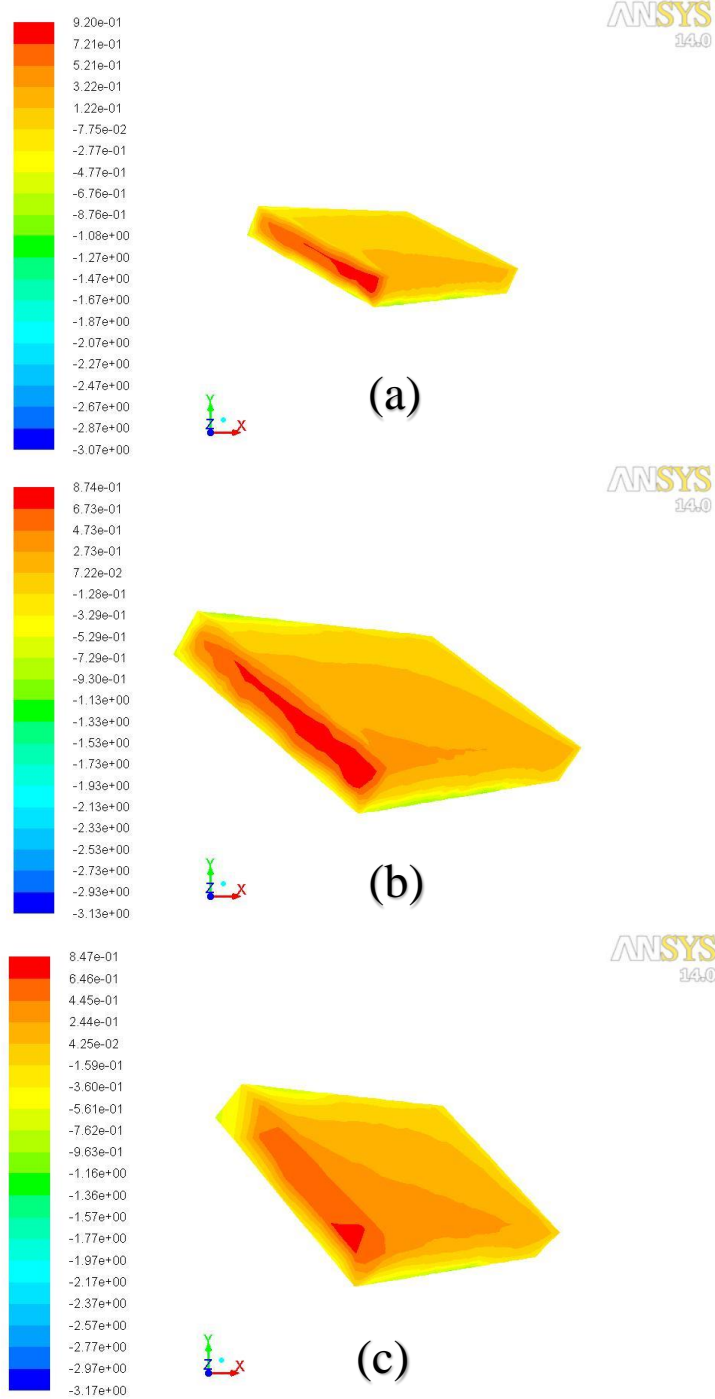 ANSYS
14.0
9.20e-01
7.21e-01
5.21e-01
3.22e-01
1.22e-01
-7.75e-02
-2.77e-01
-4.77e-01
-6.76e-01
-8.76e-01
-1.08e+00
-1.27e+00
-1.47e+00
-1.67e+00
-1.87e+00
-2.07e+00
-2.27e+00
-2.47e+00
-2.67e+00
-2.87e+00
-3.07e+00
Y
Z X
(a)
ANSYS
14.0
8.74e-01
6.73e-01
4.73e-01
2.73e-01
7.22e-02
-1.28e-01
-3.29e-01
-5.29e-01
-7.29e-01
-9.30e-01
-1.13e+00
-1.33e+00
-1.53e+00
-1.73e+00
-1.93e+00
-2.13e+00
-2.33e+00
-2.53e+00
-2.73e+00
-2.93e+00
-3.13e+00
Y
Z X
(b)
ANSYS
14.0
8.47e-01
6.46e-01
4.45e-01
2.44e-01
4.25e-02
-1.59e-01
-3.60e-01
-5.61e-01
-7.62e-01
-9.63e-01
-1.16e+00
-1.36e+00
-1.57e+00
-1.77e+00
-1.97e+00
-2.17e+00
-2.37e+00
-2.57e+00
-2.77e+00
-2.97e+00
-3.17e+00
Y
Z X
(c)